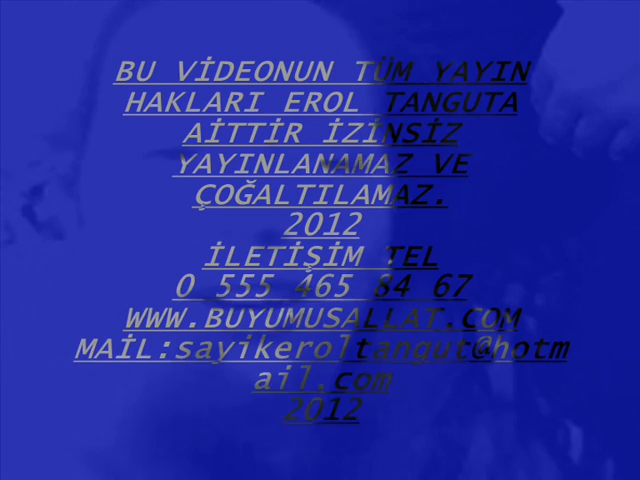 BU VİDEONUN TÜM YAYIN
HAKLARI EROL TANGUTA
AİTTİR İZİNSİZ
YAYINLANAMAZ VE
ÇOĞALTILAMAZ.
2012
İLETİŞİM TEL
0 555 465 84 67
WWW.BUYUMUSALLAT.COM
MAİL:sayikeroltangut@hotm
ail.com
2012